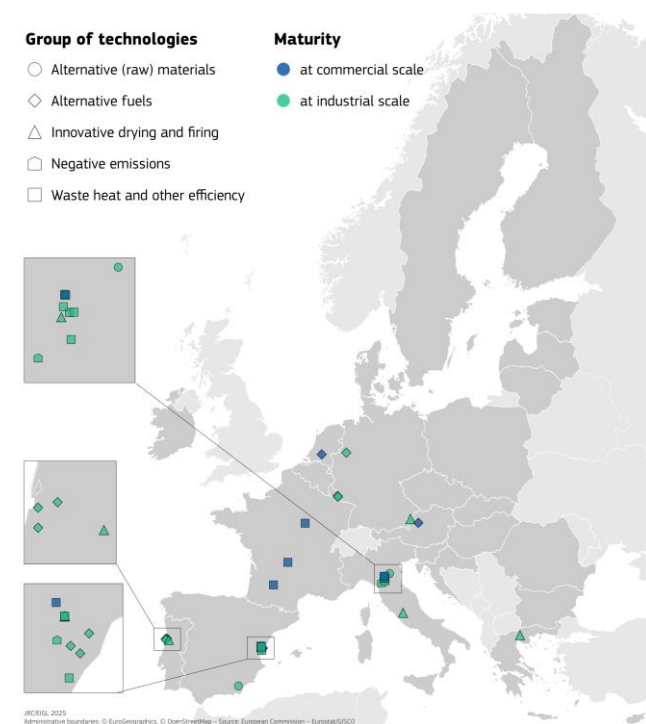 Group of technologies
Alternative (raw) materials
Alternative fuels
Innovative drying and firing
Negative emissions
Waste heat and other efficiency
Maturity
at commercial scale
at industrial scale
JRC/EIGL 2025
Administrative boundaries: © EuroGeographics, © OpenStreetMap – Source: European Commission – Eurostat/GISCO